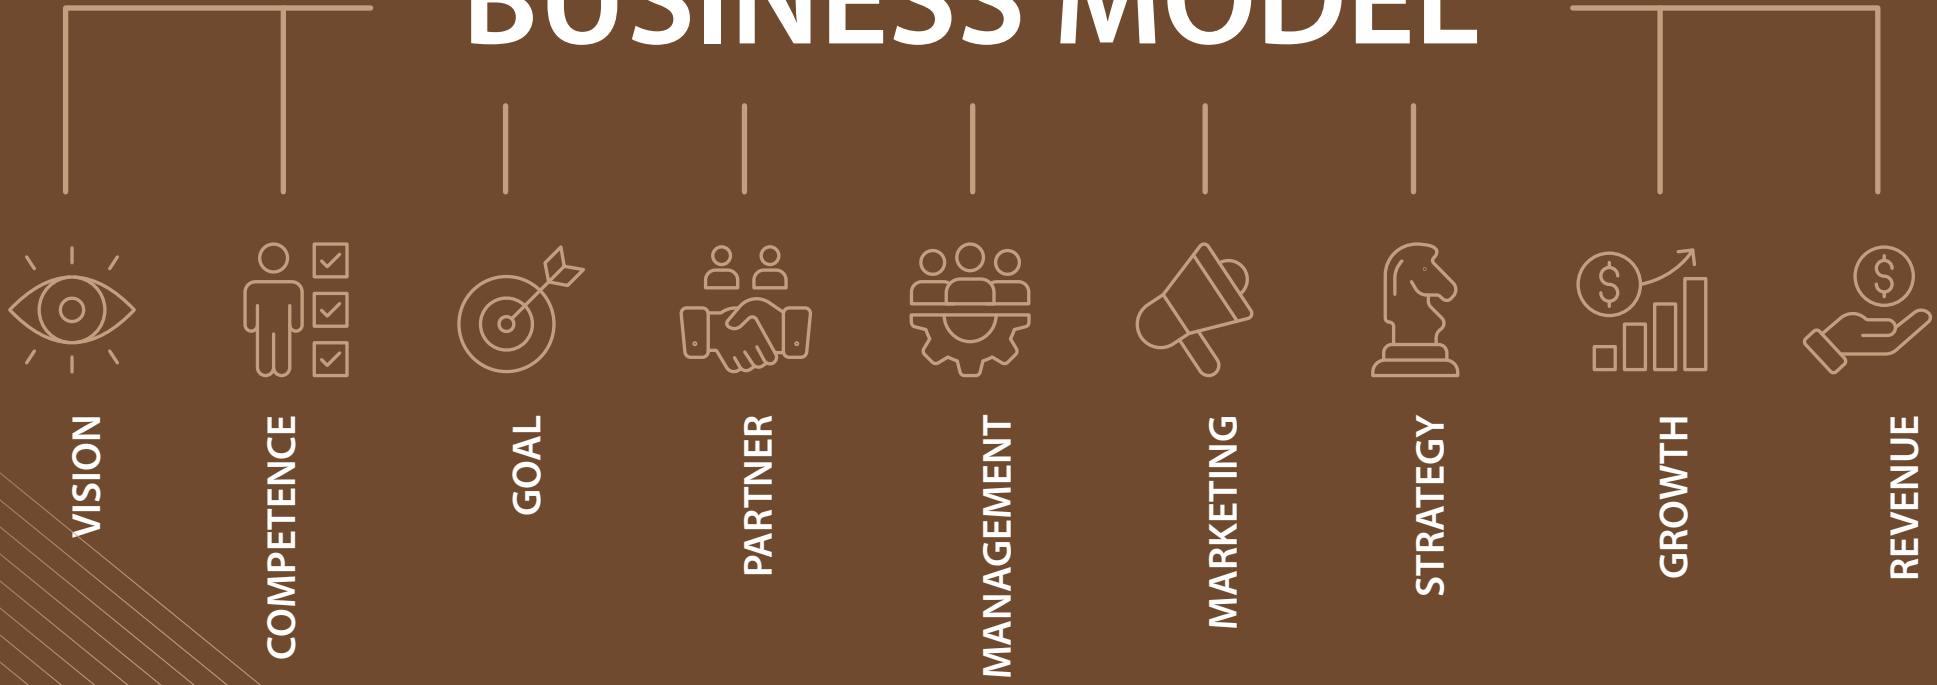 BUSINESS MODEL
VISION
COMPETENCE
GOAL
PARTNER
MANAGEMENT
MARKETING
STRATEGY
GROWTH
REVENUE